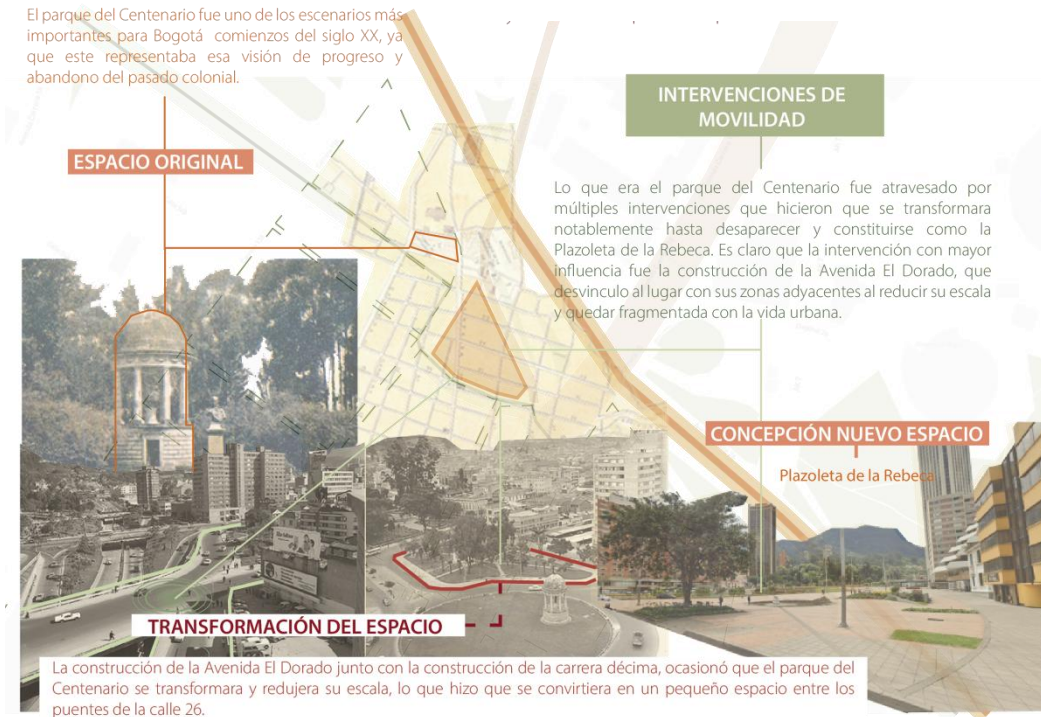 El parque del Centenario fue uno de los escenarios más
importantes para Bogotá comienzos del siglo XX, ya
que este representaba esa visión de progreso y
abandono del pasado colonial.
ESPACIO ORIGINAL
INTERVENCIONES DE
MOVILIDAD
Lo que era el parque del Centenario fue atravesado por
múltiples intervenciones que hicieron que se transformara
notablemente hasta desaparecer y constituirse como la
Plazoleta de la Rebeca. Es claro que la intervención con mayor
influencia fue la construcción de la Avenida El Dorado, que
desvinculo al lugar con sus zonas adyacentes al reducir su escala
y quedar fragmentada con la vida urbana.
CONCEPCIÓN NUEVO ESPACIO
Plazoleta de la Rebeca
TRANSFORMACIÓN DEL ESPACIO
La construcción de la Avenida El Dorado junto con la construcción de la carrera décima, ocasionó que el parque del
Centenario se transformara y redujera su escala, lo que hizo que se convirtiera en un pequeño espacio entre los
puentes de la calle 26.